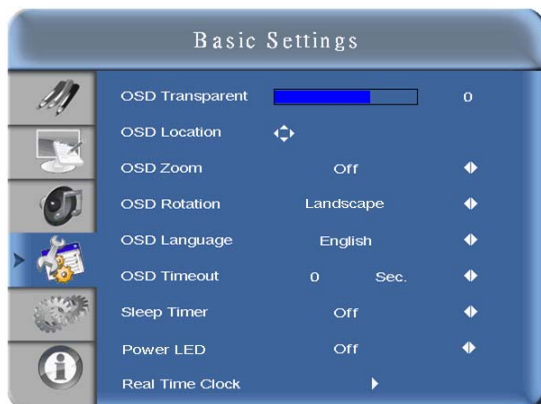 Basic Settings
OSD Transparent 0
OSD Location
OSD Zoom Off
OSD Rotation Landscape
OSD Language English
OSD Timeout 0 Sec.
Sleep Timer Off
Power LED Off
Real Time Clock